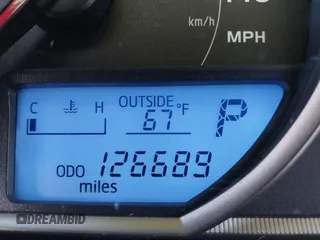 km/h
MPH
C H OUTSIDE
67 °F P
ODO 126689
miles
DREAMBID